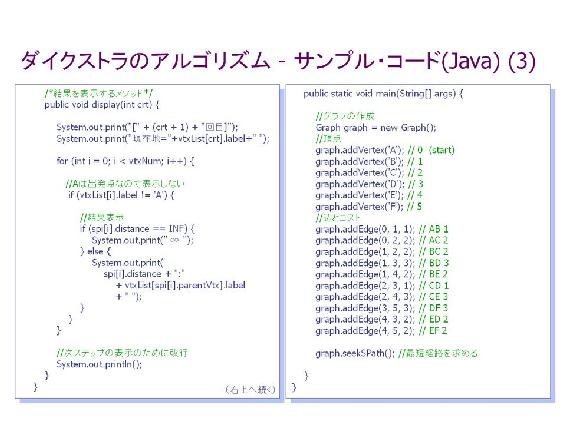 ダイクストラのアルゴリズム - サンプル・コード(Java) (3)
/*結果を表示するメソッド*/
public void display(int crt) {
System.out.print("[" + (crt + 1) + "回目]");
System.out.print("現在地="+vtxList[crt].label+" ");
for (int i = 0; i < vtxNum; i++) {
//Aは出発点なので表示しない
if (vtxList[i].label != 'A') {
//結果表示
if (spi[i].distance == INF) {
System.out.print(" ∞ ");
} else {
System.out.print(
spi[i].distance + ":"
+ vtxList[spi[i].parentVtx].label
+ " ");
}
}
}
//次ステップの表示のために改行
System.out.println();
}
}
(右上へ続く)
public static void main(String[] args) {
//グラフの作成
Graph graph = new Graph();
//頂点
graph.addVertex('A'); // 0 (start)
graph.addVertex('B'); // 1
graph.addVertex('C'); // 2
graph.addVertex('D'); // 3
graph.addVertex('E'); // 4
graph.addVertex('F'); // 5
//辺とコスト
graph.addEdge(0, 1, 1); // AB 1
graph.addEdge(0, 2, 2); // AC 2
graph.addEdge(1, 2, 2); // BC 2
graph.addEdge(1, 3, 3); // BD 3
graph.addEdge(1, 4, 2); // BE 2
graph.addEdge(2, 3, 1); // CD 1
graph.addEdge(2, 4, 3); // CE 3
graph.addEdge(3, 5, 3); // DF 3
graph.addEdge(4, 3, 2); // ED 2
graph.addEdge(4, 5, 2); // EF 2
graph.seekSPath(); //最短経路を求める
}
}